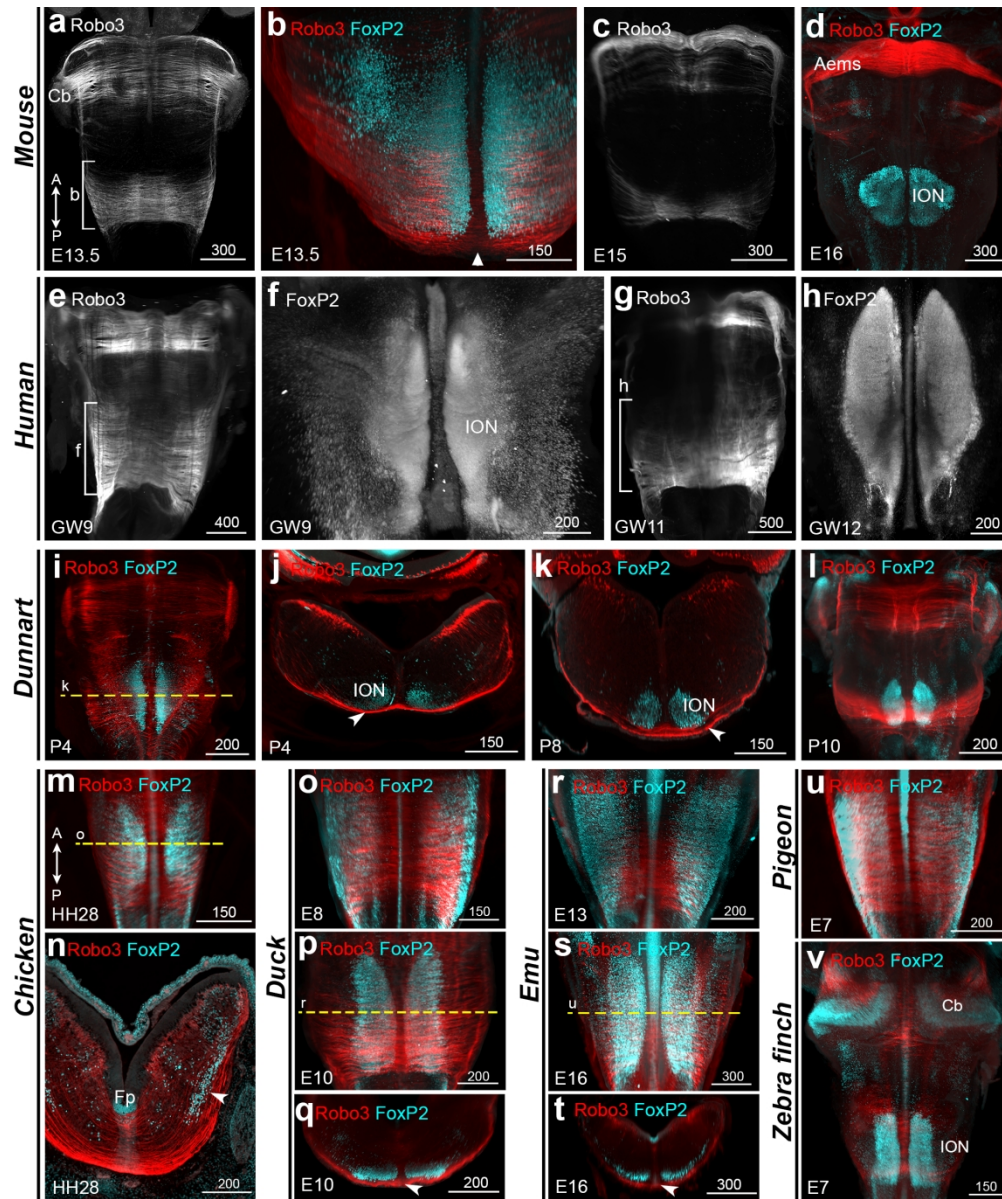 Mouse
a Robo3
Cb
b
A
P
E13.5
300
b Robo3 FoxP2
E13.5
150
c Robo3
E15
300
d Robo3 FoxP2
Aems
ION
E16
300
Human
e Robo3
f
GW9
400
f FoxP2
ION
GW9
200
g Robo3
h
GW11
500
h FoxP2
GW12
200
Dunnart
i Robo3 FoxP2
k
P4
200
j Robo3 FoxP2
ION
P4
150
k Robo3 FoxP2
ION
P8
150
l Robo3 FoxP2
P10
200
Chicken
m Robo3 FoxP2
A
P
o
HH28
150
n Robo3 FoxP2
Fp
HH28
200
Duck
o Robo3 FoxP2
E8
150
p Robo3 FoxP2
r
E10
200
q Robo3 FoxP2
E10
200
Emu
r Robo3 FoxP2
E13
200
s Robo3 FoxP2
u
E16
300
t Robo3 FoxP2
E16
300
Pigeon
u Robo3 FoxP2
E7
200
Zebra finch
v Robo3 FoxP2
Cb
ION
E7
200